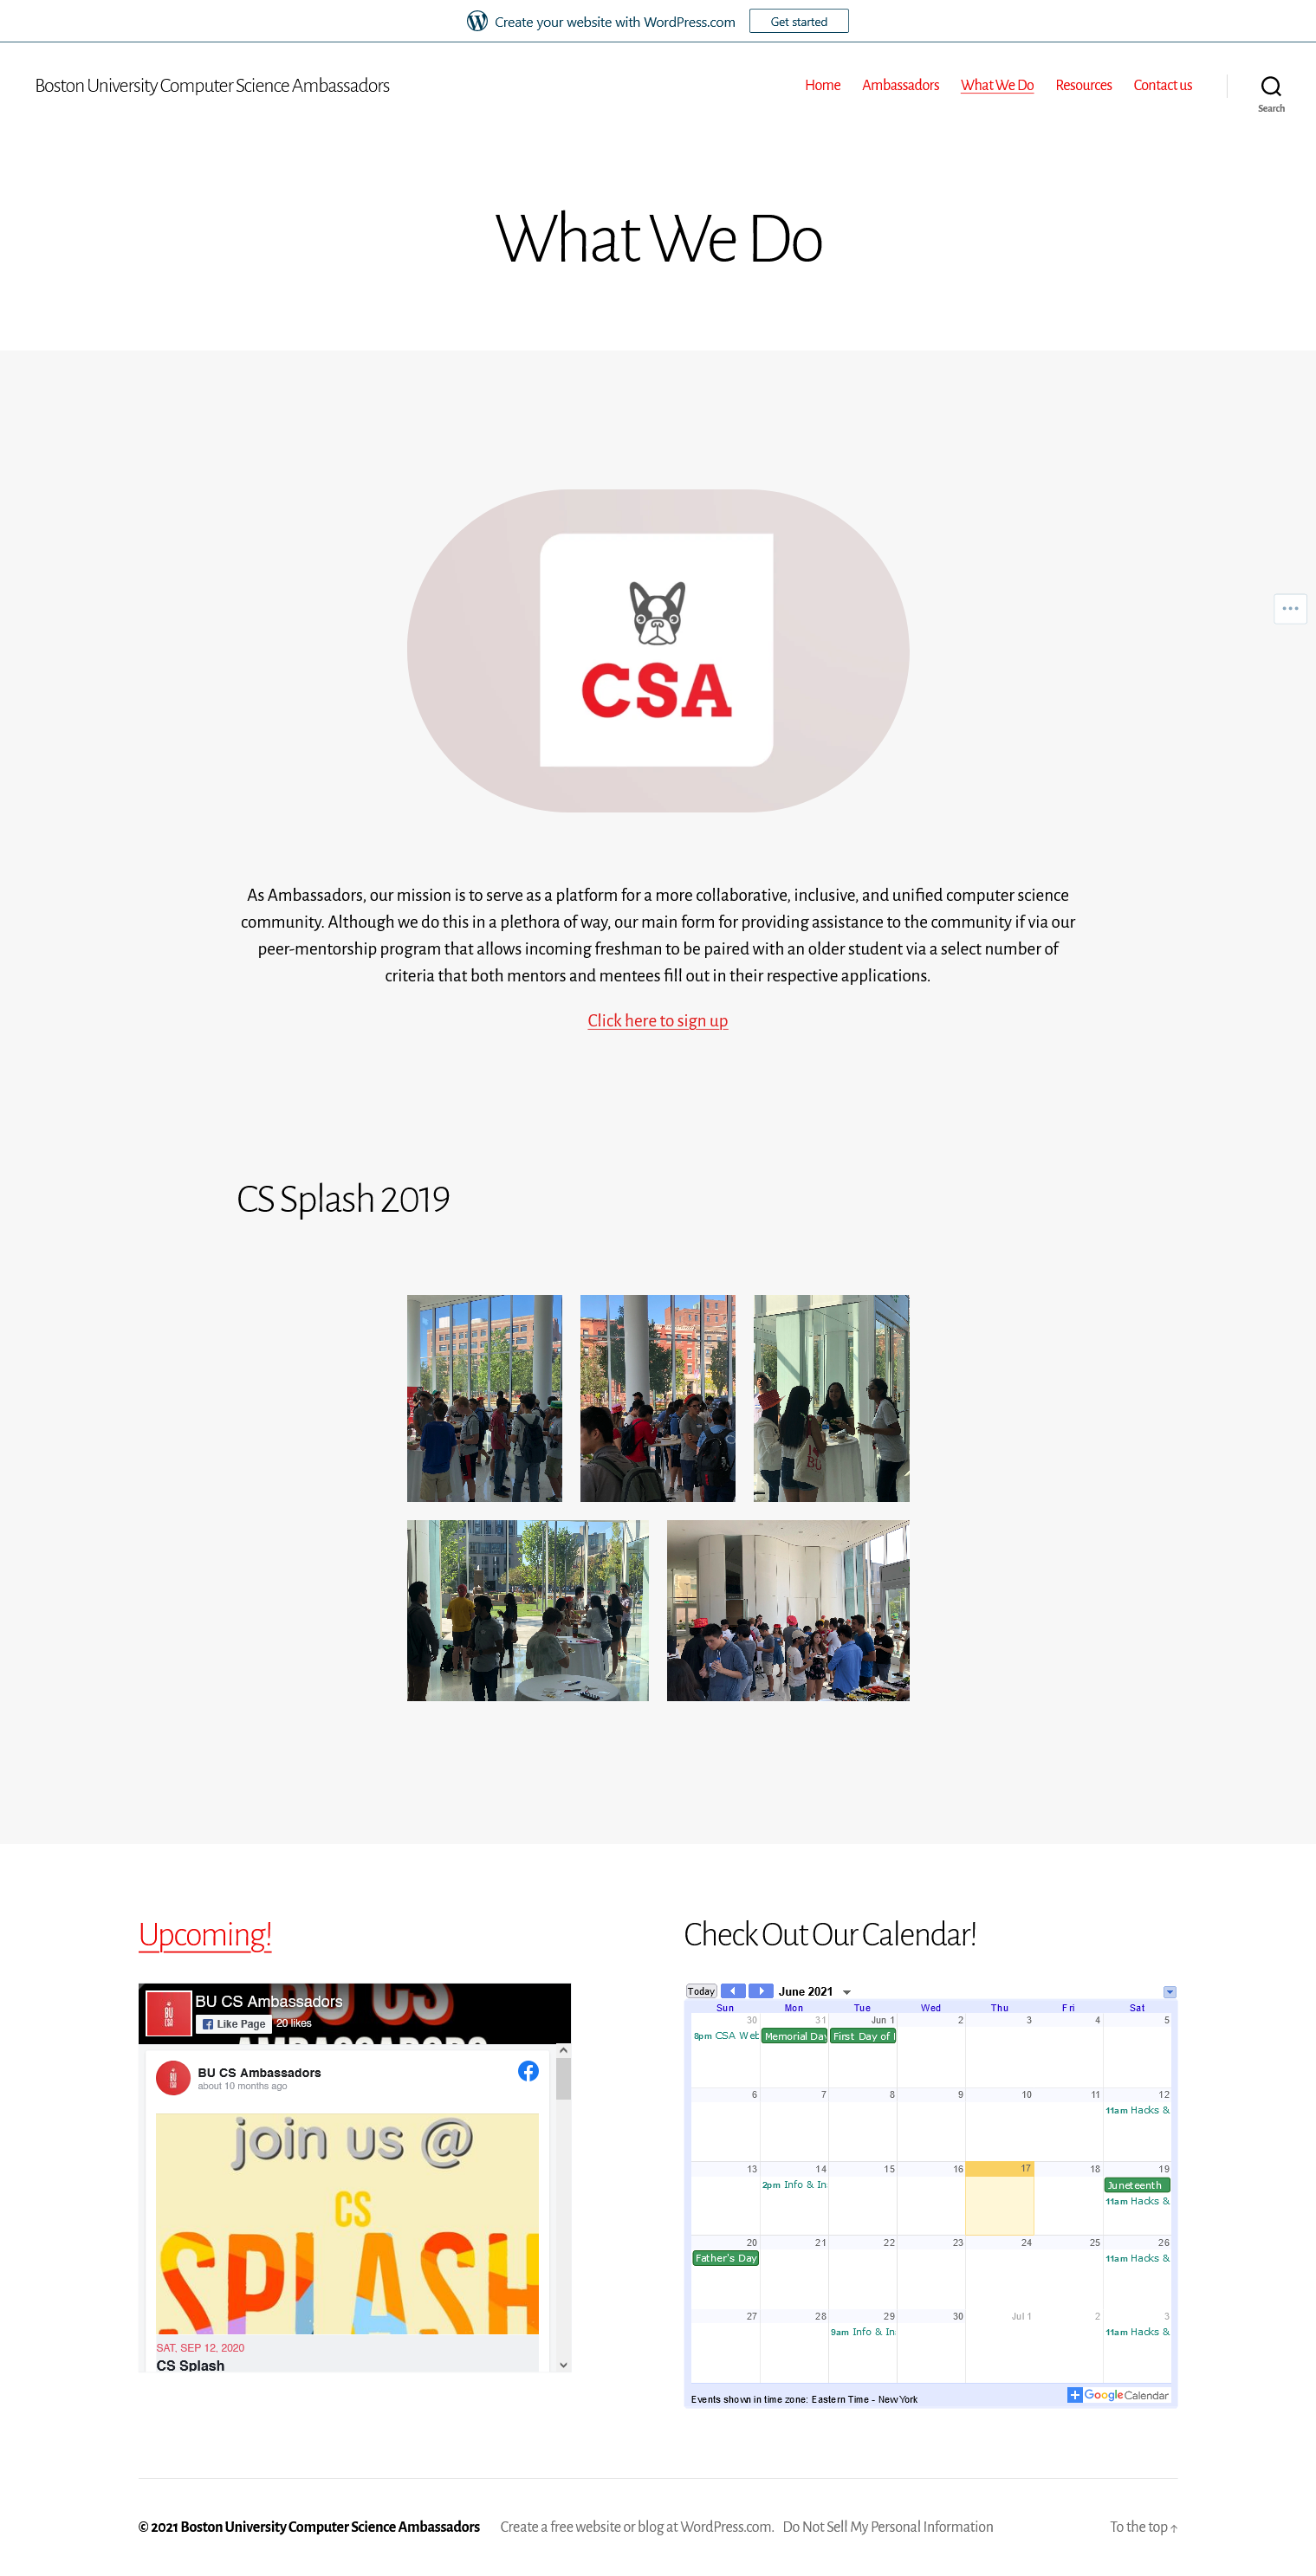 Create your website with WordPress.com Get started
Boston University Computer Science Ambassadors
Home Ambassadors What We Do Resources Contact us
Search
What We Do
CSA
As Ambassadors, our mission is to serve as a platform for a more collaborative, inclusive, and unified computer science
community. Although we do this in a plethora of way, our main form for providing assistance to the community if via our
peer-mentorship program that allows incoming freshman to be paired with an older student via a select number of
criteria that both mentors and mentees fill out in their respective applications.
Click here to sign up
CS Splash 2019
BU
Upcoming!
BU CS Ambassadors
Like Page 20 likes
BU CS Ambassadors
about 10 months ago
join us @
CS
SPLASH
SAT, SEP 12, 2020
CS Splash
Check Out Our Calendar!
Today June 2021
Sun Mon Tue Wed Thu Fri Sat
30 31 Jun 1 2 3 4 5
8pm CSA Web Memorial Day First Day of
6 7 8 9 10 11 12
11am Hacks &
13 14 15 16 17 18 19
2pm Info & In Juneteenth
11am Hacks &
20 21 22 23 24 25 26
Father's Day 11am Hacks &
27 28 29 30 Jul 1 2 3
9am Info & In 11am Hacks &
Events shown in time zone: Eastern Time - New York
Google Calendar
© 2021 Boston University Computer Science Ambassadors Create a free website or blog at WordPress.com. Do Not Sell My Personal Information To the top ↑